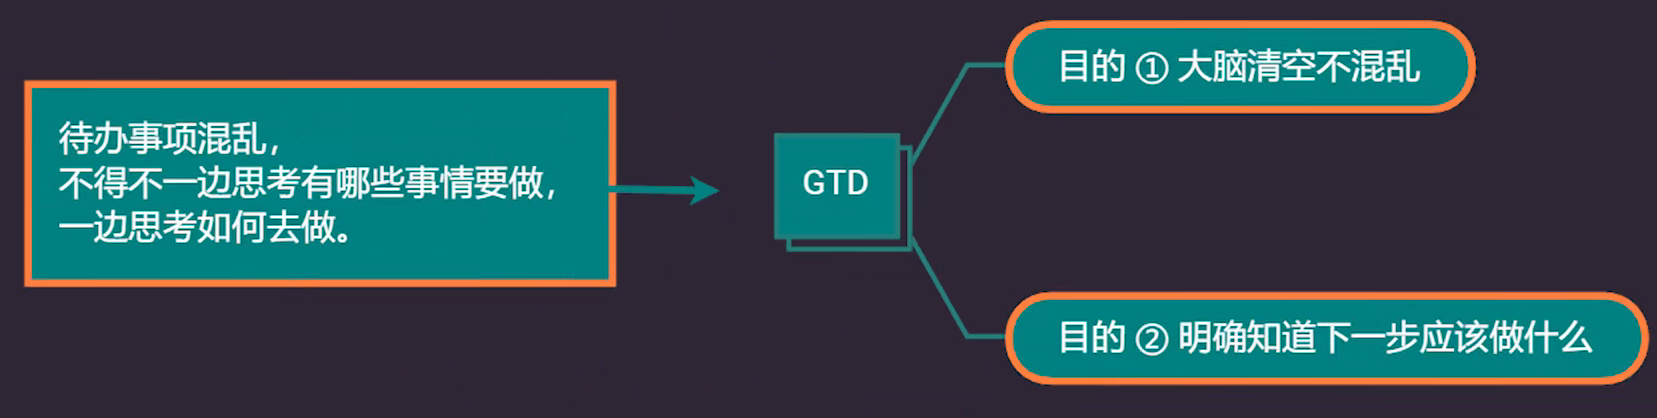 待办事项混乱，
不得不一边思考有哪些事情要做，
一边思考如何去做。
GTD
目的 ① 大脑清空不混乱
目的 ② 明确知道下一步应该做什么